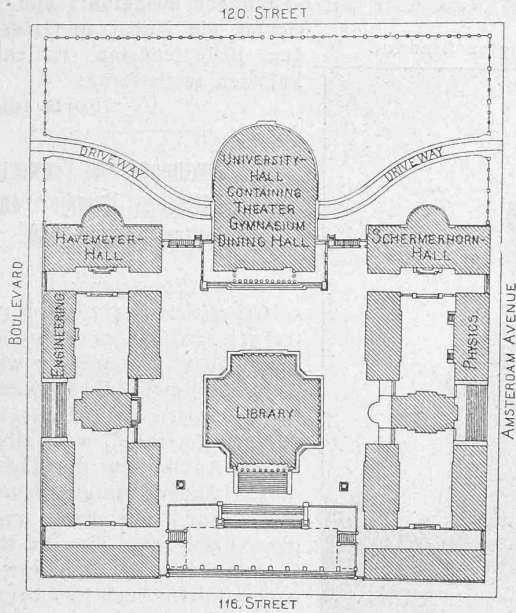 120. STREET
DRIVEWAY
UNIVERSITY-
HALL
CONTAINING
THEATER
GYMNASIUM
DINING HALL
DRIVEWAY
HAVEMEYER-
HALL
SCHERMERHORN-
HALL
BOULEVARD
ENGINEERING
PHYSICS
AMSTERDAM AVENUE
LIBRARY
116. STREET